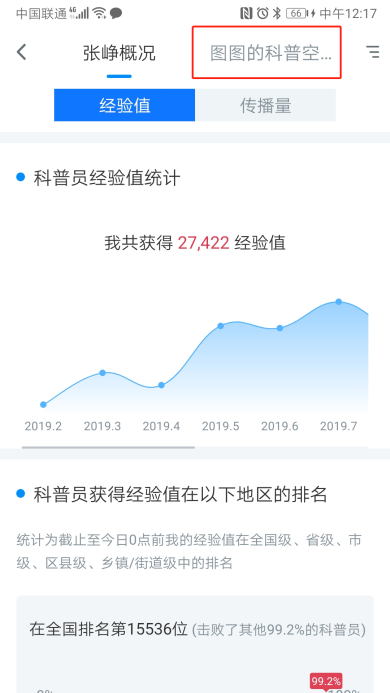 中国联通 4G 66 中午12:17
张峥概况 图图的科普空...
经验值 传播量
科普员经验值统计
我共获得 27,422 经验值
2019.2 2019.3 2019.4 2019.5 2019.6 2019.7
科普员获得经验值在以下地区的排名
统计为截止至今日0点前我的经验值在全国级、省级、市
级、区县级、乡镇/街道级中的排名
在全国排名第15536位 (击败了其他99.2%的科普员)
99.2%
0% 100%